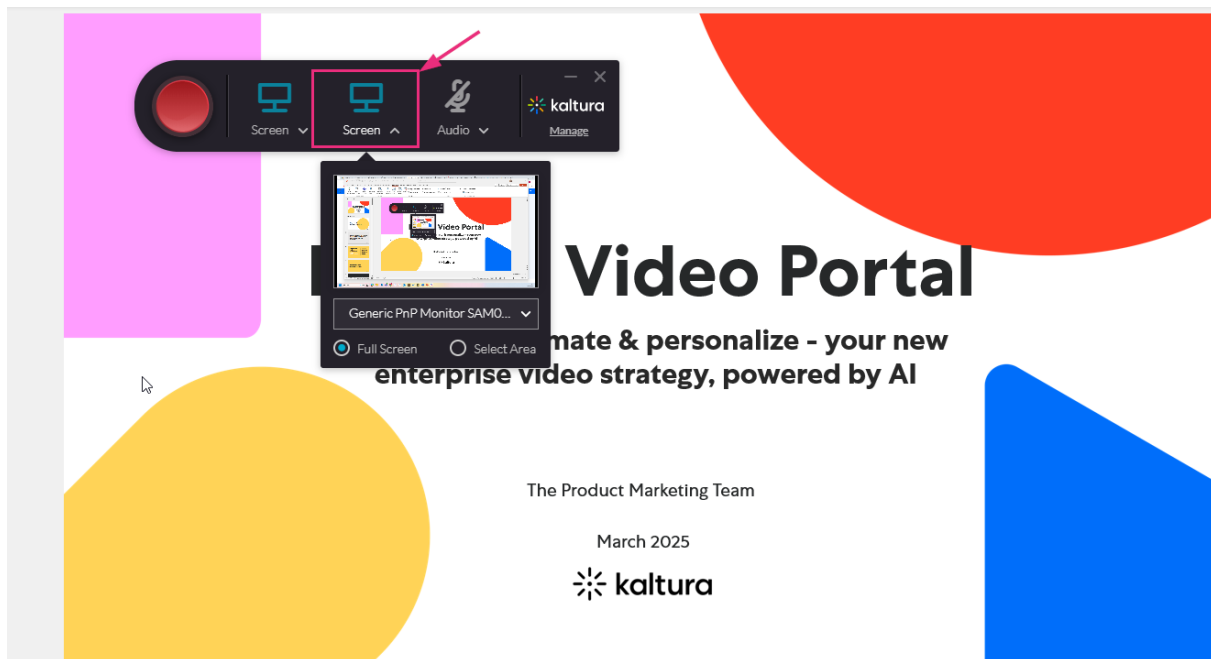 Screen
Screen
Audio
kaltura
Manage
Video Portal
Generic PnP Monitor SAM0...
Full Screen
Select Area
mate & personalize - your new
enterprise video strategy, powered by AI
The Product Marketing Team
March 2025
kaltura